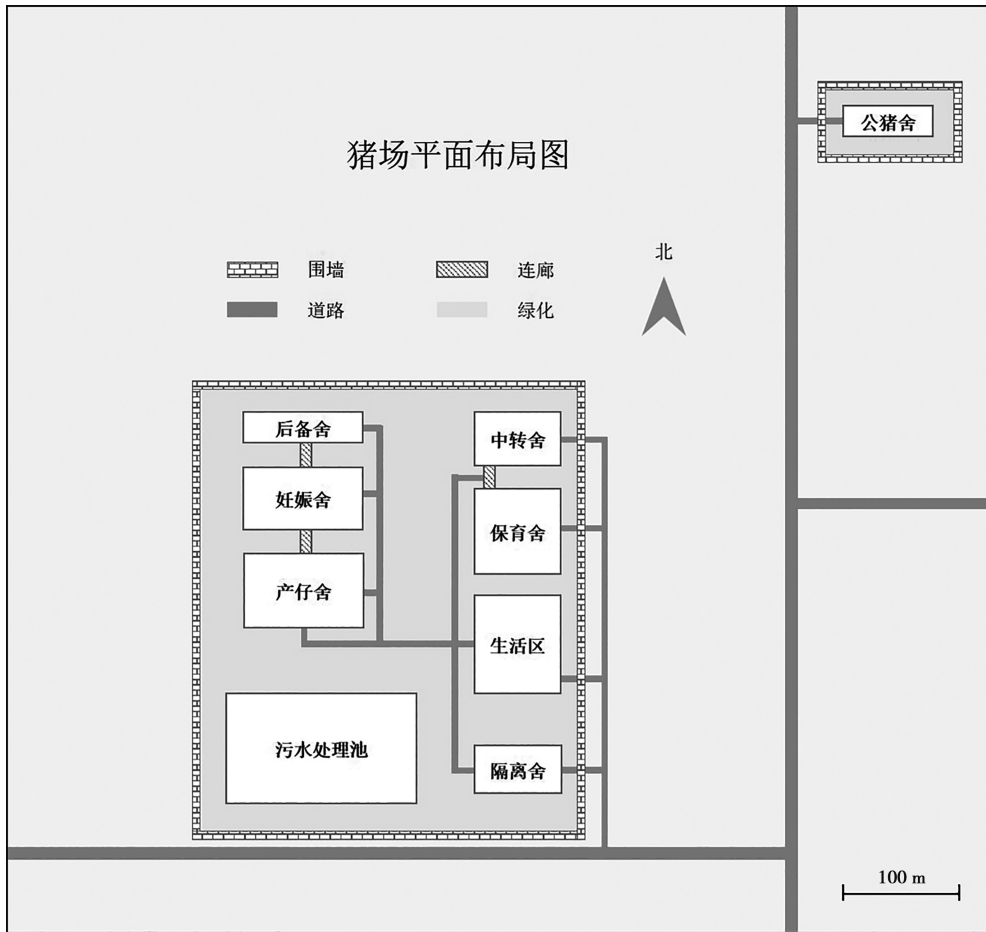 公猪舍
猪场平面布局图
北
围墙
连廊
道路
绿化
后备舍
中转舍
妊娠舍
保育舍
产仔舍
生活区
污水处理池
隔离舍
100 m